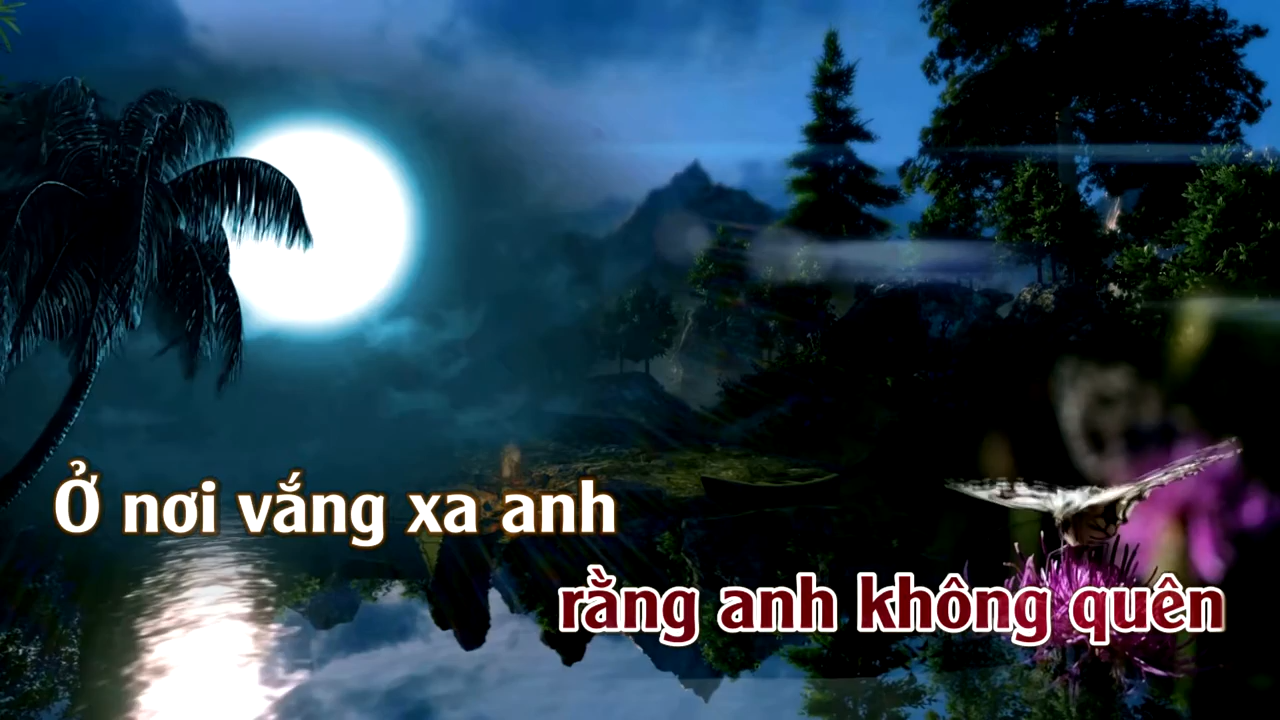 Ở nơi vắng xa anh
rằng anh không quên